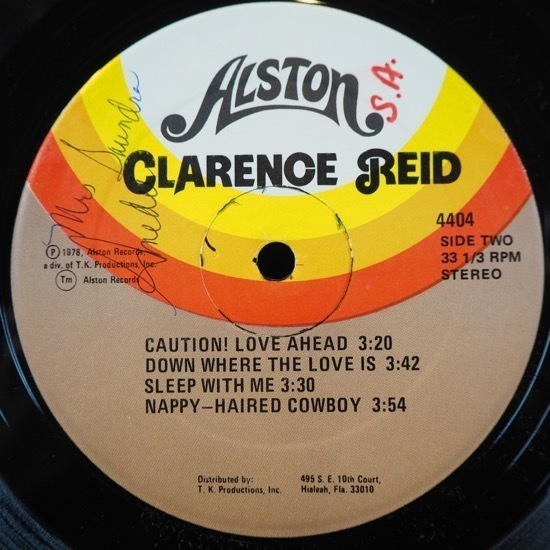 ALSTON
S.A.
CLARENCE REID
Mrs Saundra
4404
SIDE TWO
33 1/3 RPM
STEREO
Ⓟ 1976, Alston Records,
a div. of T. K. Productions, Inc.
Tm Alston Records
CAUTION! LOVE AHEAD 3:20
DOWN WHERE THE LOVE IS 3:42
SLEEP WITH ME 3:30
NAPPY–HAIRED COWBOY 3:54
Distributed by:
T. K. Productions, Inc.
495 S. E. 10th Court,
Hialeah, Fla. 33010